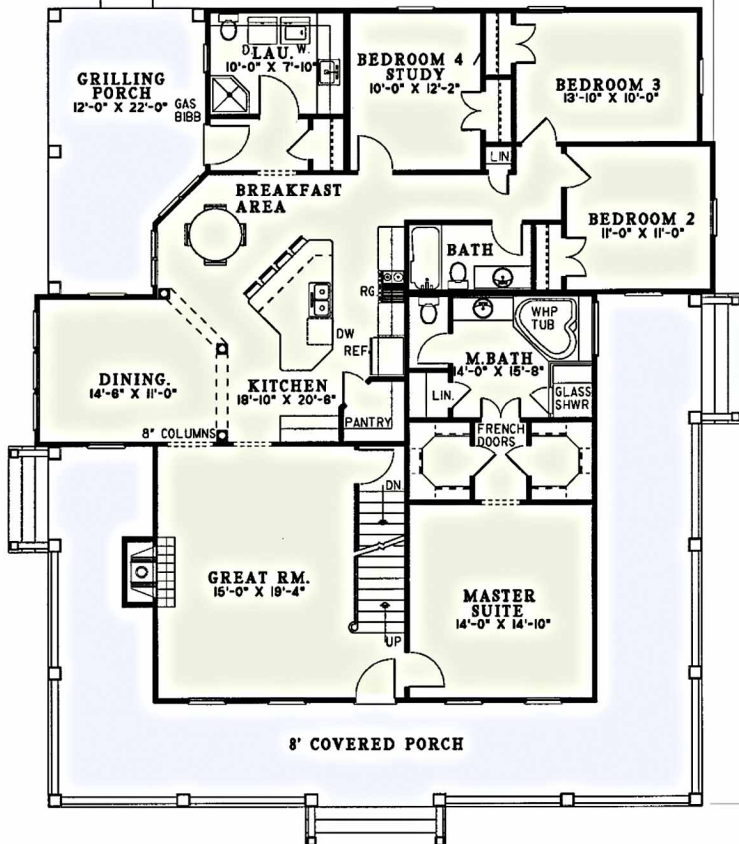 GRILLING
PORCH
12'-0" X 22'-0"
GAS
BIBB
D.
W.
LAU.
10'-0" X 7'-10"
BEDROOM 4
STUDY
10'-0" X 12'-2"
BEDROOM 3
13'-10" X 10'-0"
LIN
BREAKFAST
AREA
BEDROOM 2
11'-0" X 11'-0"
BATH
RG.
DW
REF.
WHP
TUB
M.BATH
14'-0" X 15'-8"
DINING.
14'-6" X 11'-0"
KITCHEN
18'-10" X 20'-6"
LIN.
GLASS
SHWR
PANTRY
8" COLUMNS
FRENCH
DOORS
DN.
GREAT RM.
15'-0" X 19'-4"
MASTER
SUITE
14'-0" X 14'-10"
UP
8' COVERED PORCH